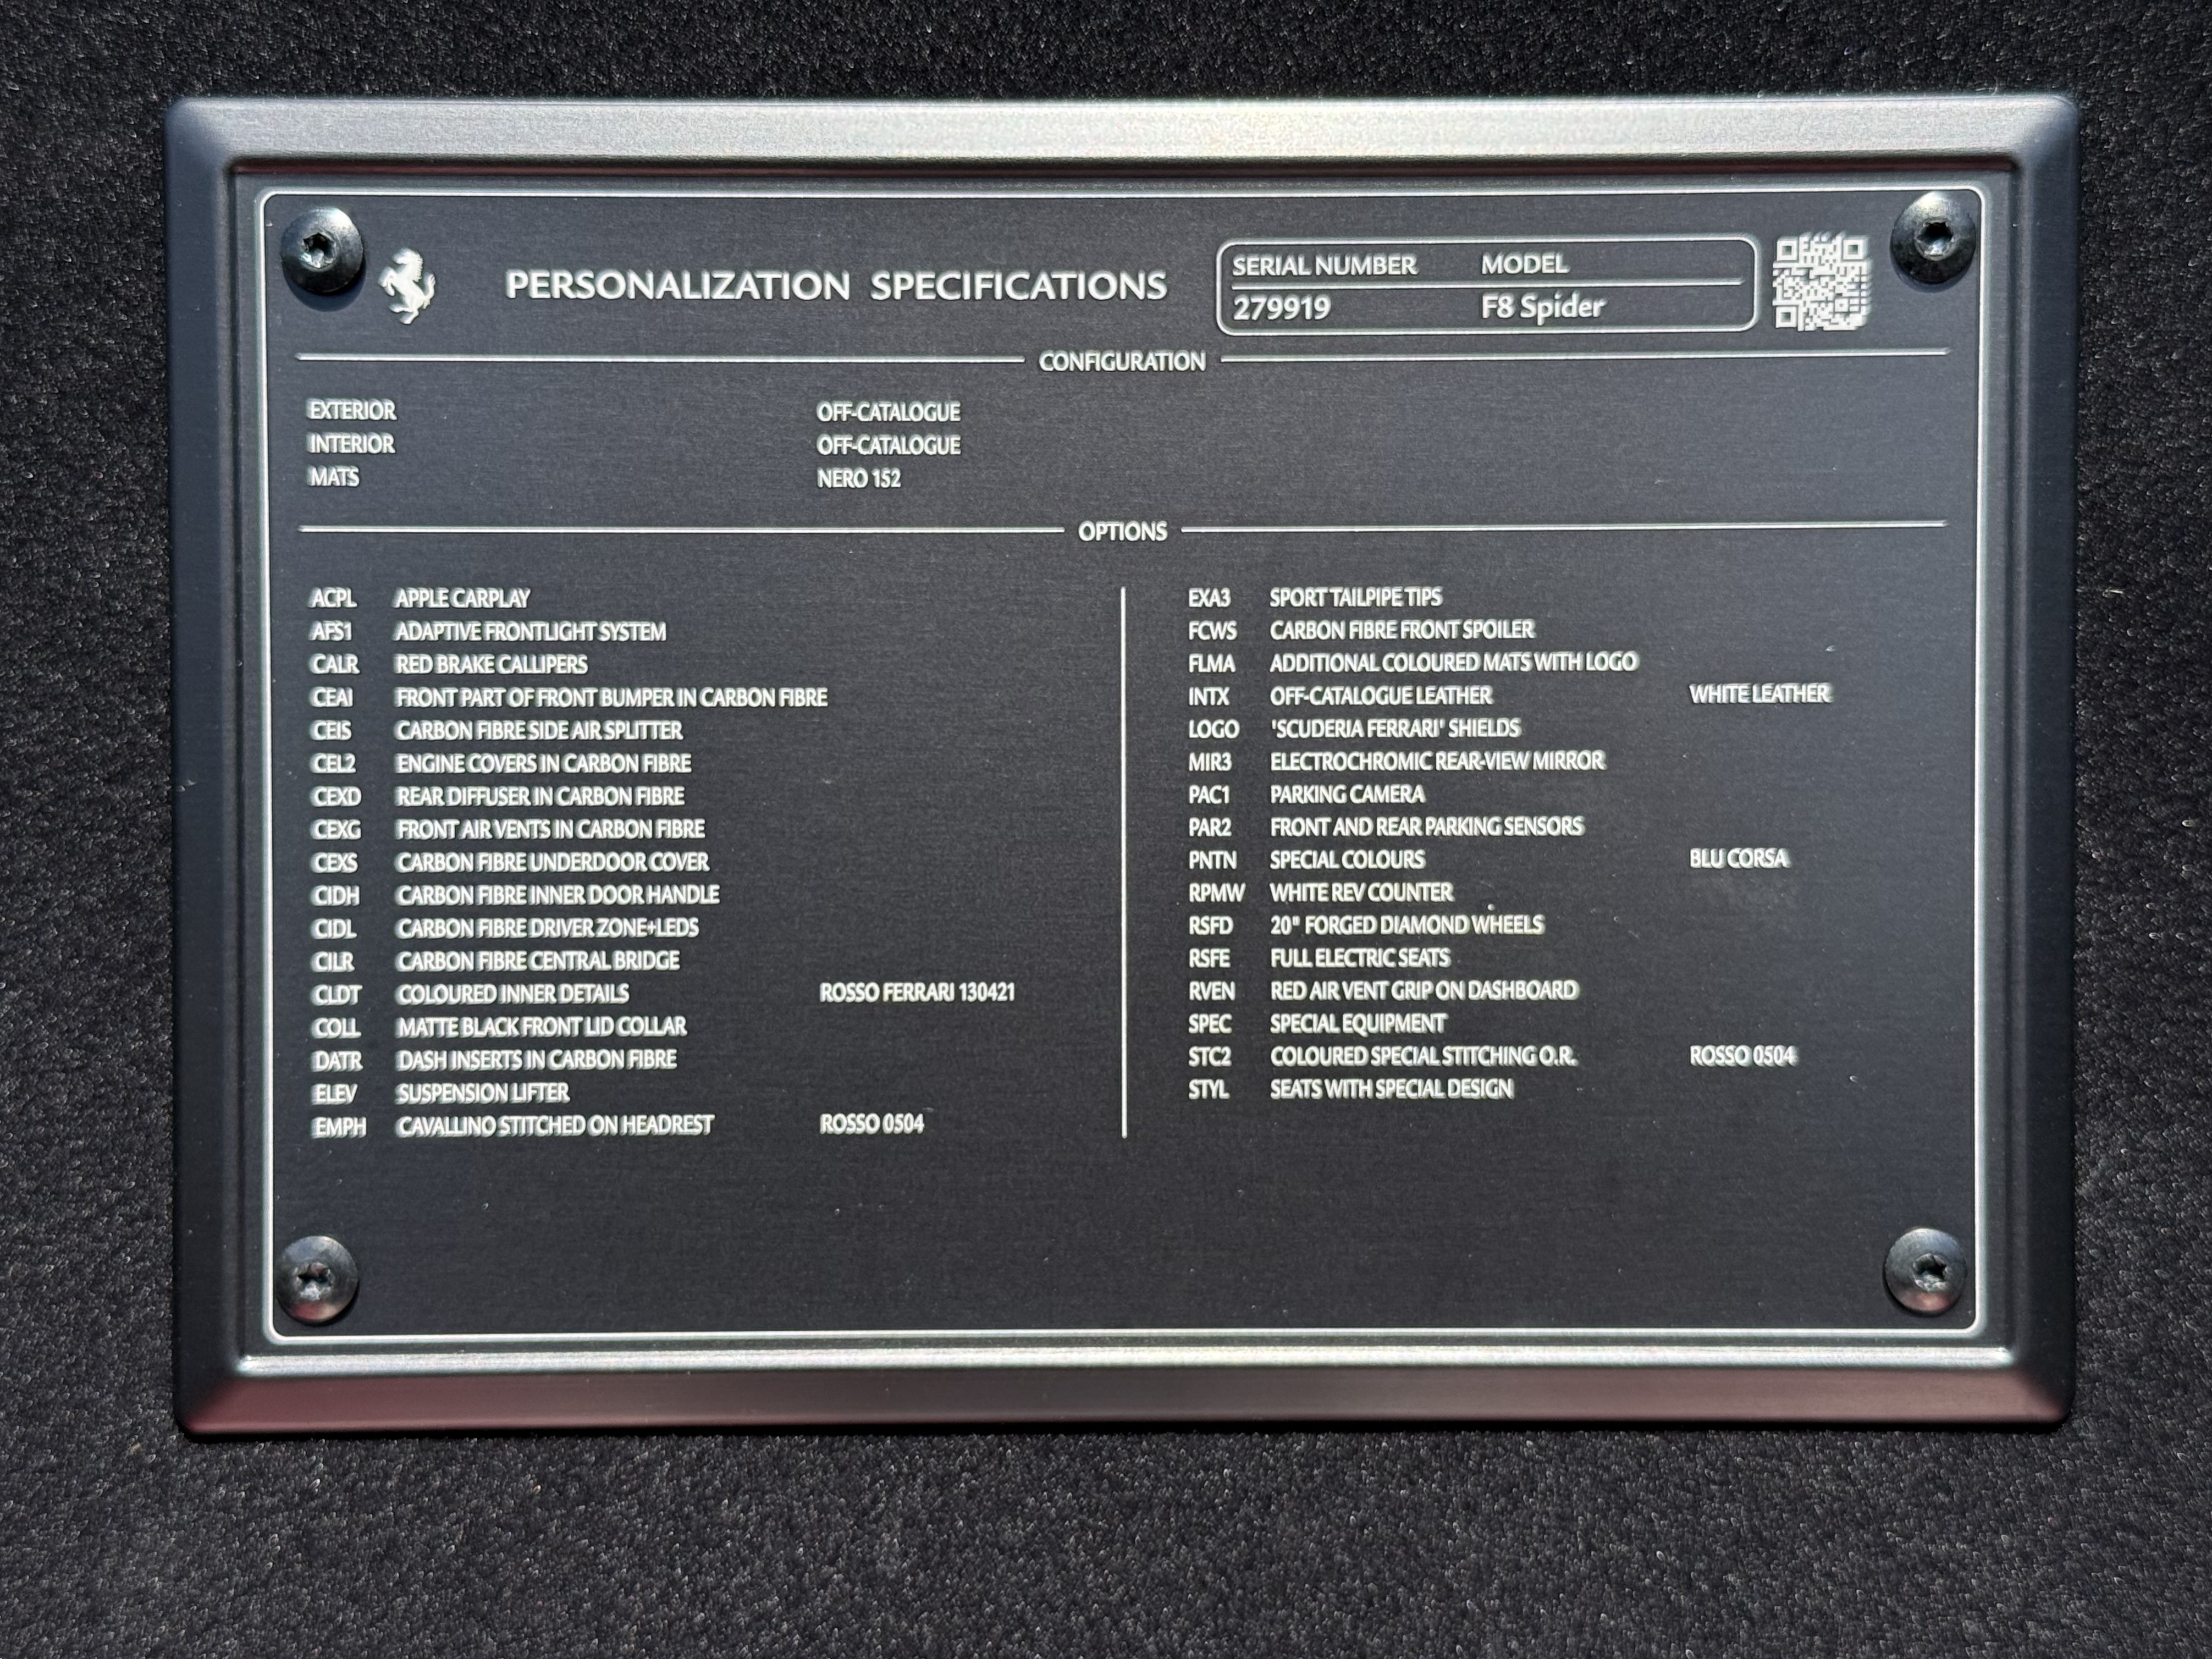 PERSONALIZATION SPECIFICATIONS
SERIAL NUMBER MODEL
279919 F8 Spider
CONFIGURATION
EXTERIOR OFF-CATALOGUE
INTERIOR OFF-CATALOGUE
MATS NERO 152
OPTIONS
ACPL APPLE CARPLAY
AFS1 ADAPTIVE FRONTLIGHT SYSTEM
CALR RED BRAKE CALLIPERS
CEAI FRONT PART OF FRONT BUMPER IN CARBON FIBRE
CEIS CARBON FIBRE SIDE AIR SPLITTER
CEL2 ENGINE COVERS IN CARBON FIBRE
CEXD REAR DIFFUSER IN CARBON FIBRE
CEXG FRONT AIR VENTS IN CARBON FIBRE
CEXS CARBON FIBRE UNDERDOOR COVER
CIDH CARBON FIBRE INNER DOOR HANDLE
CIDL CARBON FIBRE DRIVER ZONE+LEDS
CILR CARBON FIBRE CENTRAL BRIDGE
CLDT COLOURED INNER DETAILS ROSSO FERRARI 130421
COLL MATTE BLACK FRONT LID COLLAR
DATR DASH INSERTS IN CARBON FIBRE
ELEV SUSPENSION LIFTER
EMPH CAVALLINO STITCHED ON HEADREST ROSSO 0504
EXA3 SPORT TAILPIPE TIPS
FCWS CARBON FIBRE FRONT SPOILER
FLMA ADDITIONAL COLOURED MATS WITH LOGO
INTX OFF-CATALOGUE LEATHER WHITE LEATHER
LOGO 'SCUDERIA FERRARI' SHIELDS
MIR3 ELECTROCHROMIC REAR-VIEW MIRROR
PAC1 PARKING CAMERA
PAR2 FRONT AND REAR PARKING SENSORS
PNTN SPECIAL COLOURS BLU CORSA
RPMW WHITE REV COUNTER
RSFD 20" FORGED DIAMOND WHEELS
RSFE FULL ELECTRIC SEATS
RVEN RED AIR VENT GRIP ON DASHBOARD
SPEC SPECIAL EQUIPMENT
STC2 COLOURED SPECIAL STITCHING O.R. ROSSO 0504
STYL SEATS WITH SPECIAL DESIGN